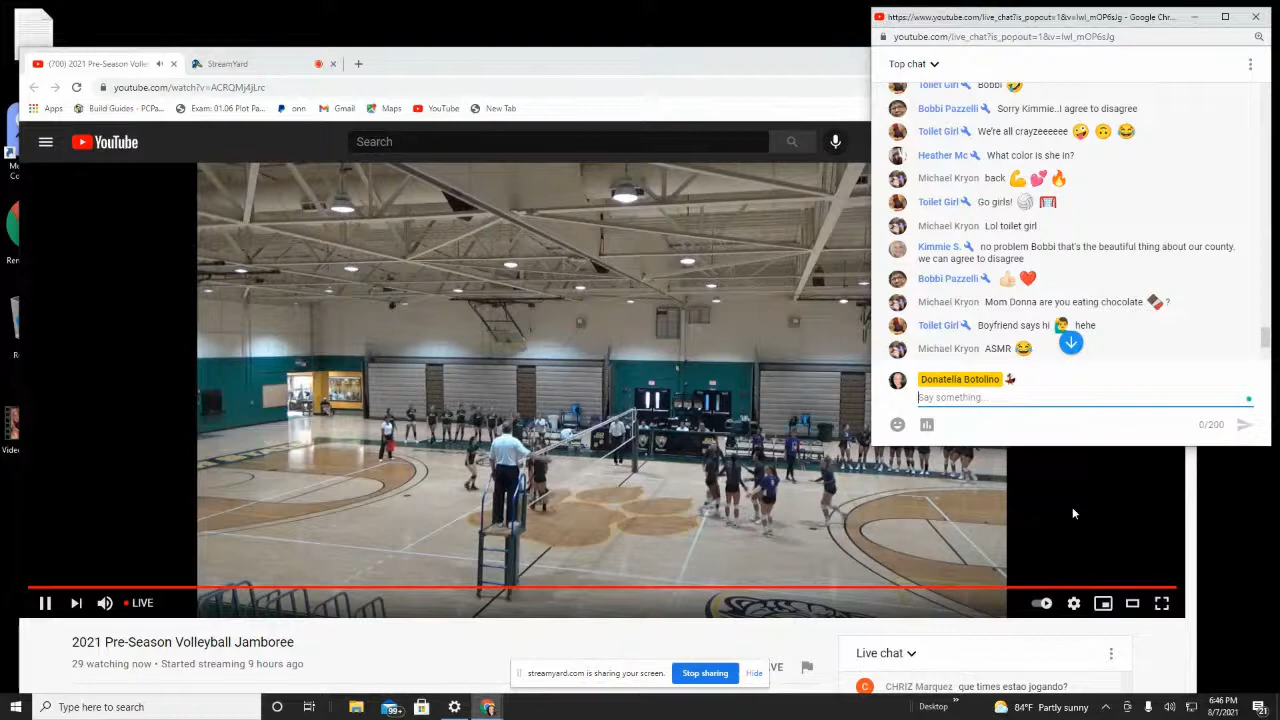 https://www.youtube.com/live_chat?is_popout=1&v=lwl_mOP6sJg - Google Chr...
youtube.com/live_chat?is_popout=1&v=lwl_mOP6sJg
(700) 2021 Pre-Season Volle
StreamYard
youtube.com/watch?v=ACRQMjdjLrc
Apps
Build Guides - PCPa...
Exam: 01.06 Plot Pa...
onn
Gmail
Maps
YouTube
New Tab
YouTube
Search
Top chat
Toilet Girl Bobbi 🤣
Bobbi Pazzelli Sorry Kimmie..I agree to disagree
Toilet Girl We're all crayzeeeeee 🤪 🙃 😂
Heather Mc What color is she in?
Michael Kryon back 💪 💕 🔥
Toilet Girl Go girls! 🏐 🥅
Michael Kryon Lol toilet girl
Kimmie S. no problem Bobbi that's the beautiful thing about our county.
we can agree to disagree
Bobbi Pazzelli 👍 ❤️
Michael Kryon Mom Donna are you eating chocolate 🍫 ?
Toilet Girl Boyfriend says hi 🙋‍♂️ hehe
Michael Kryon ASMR 😂
Donatella Botolino 💃
Say something...
0/200
LIVE
2021 Pre-Season Volleyball Jamboree
29 watching now • Started streaming 9 hours ago
streamyard.com is sharing your screen.
Stop sharing
Hide
VE
Live chat
CHRIZ Marquez que times estao jogando?
Type here to search
99+
Desktop
84°F Partly sunny
6:46 PM
8/7/2021
21